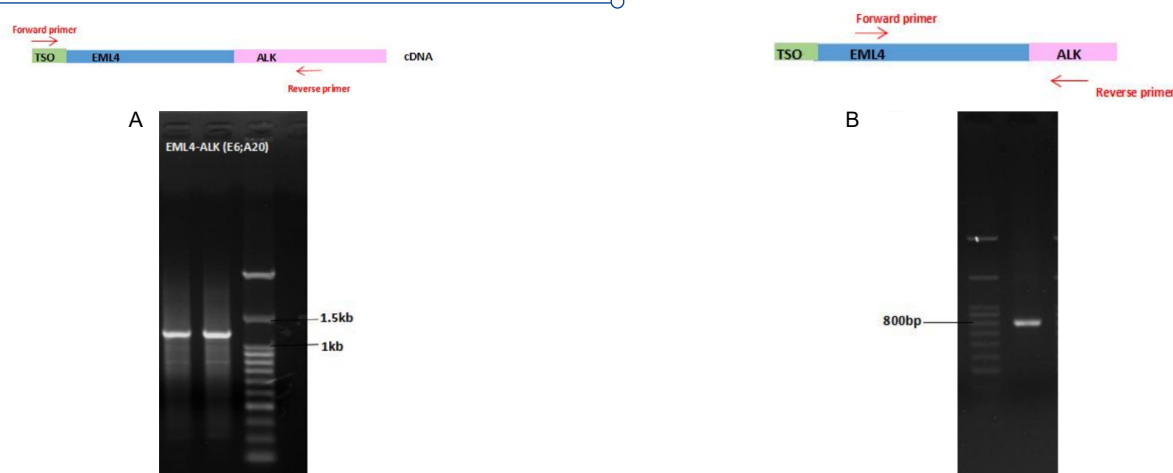 Forward primer
TSO EML4 ALK cDNA
Reverse primer
A
EML4-ALK (E6;A20)
1.5kb
1kb
Forward primer
TSO EML4 ALK
Reverse primer
B
800bp